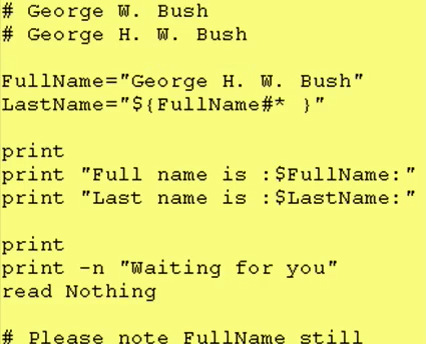 # George W. Bush
# George H. W. Bush
FullName="George H. W. Bush"
LastName="${FullName#* }"
print
print "Full name is :$FullName:"
print "Last name is :$LastName:"
print
print -n "Waiting for you"
read Nothing
# Please note FullName still